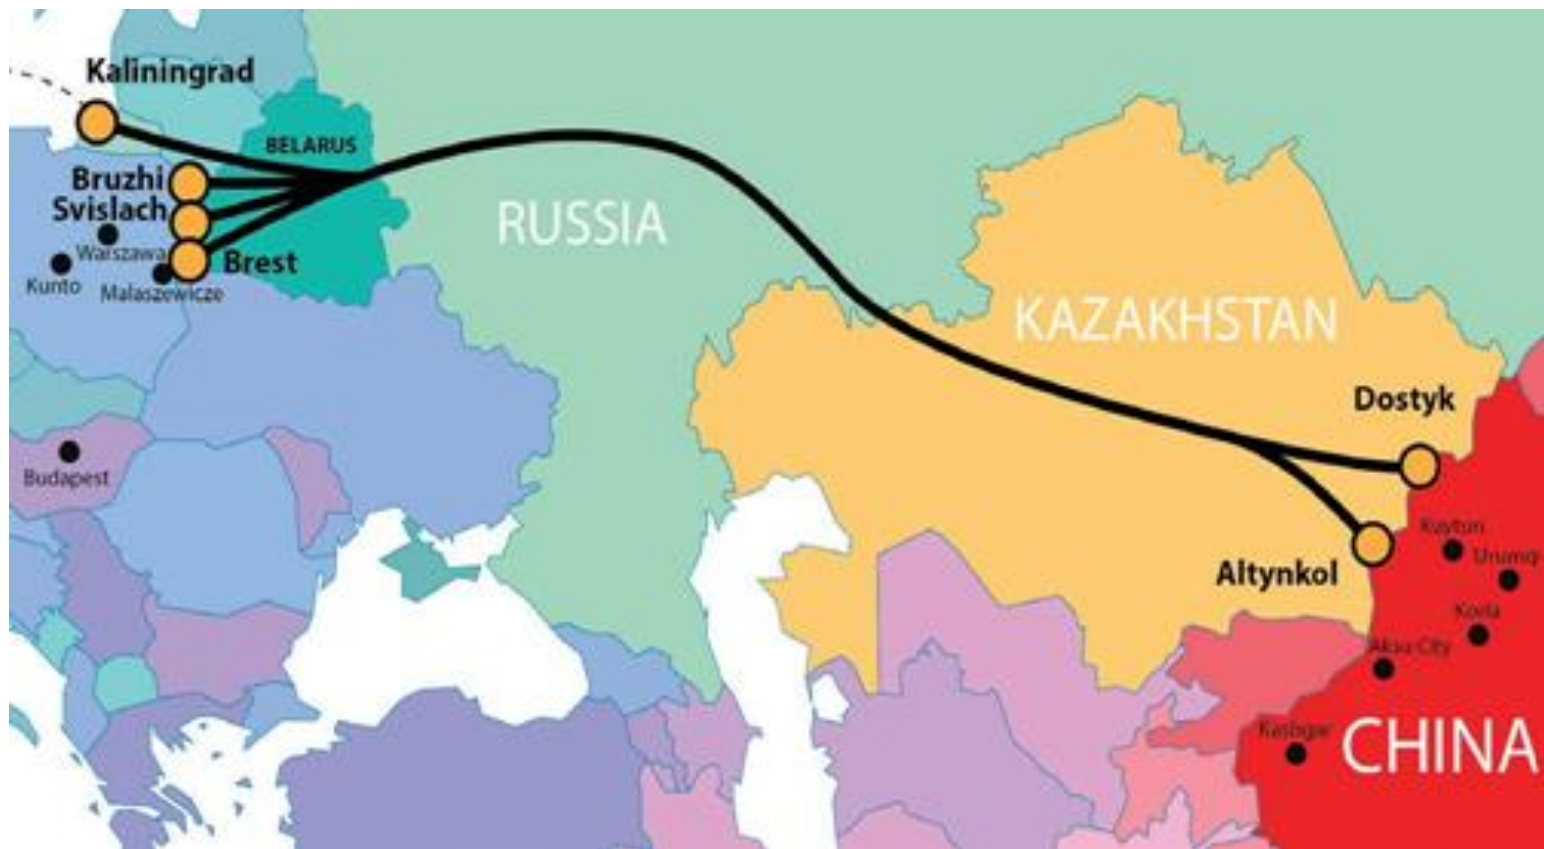 Kaliningrad
BELARUS
Bruzhi
Svislach
Warszawa
Brest
Kunto
Malaszewicze
RUSSIA
KAZAKHSTAN
Dostyk
Budapest
Kuytun
Urumqi
Altynkol
Korla
Aksu City
Kashgar
CHINA